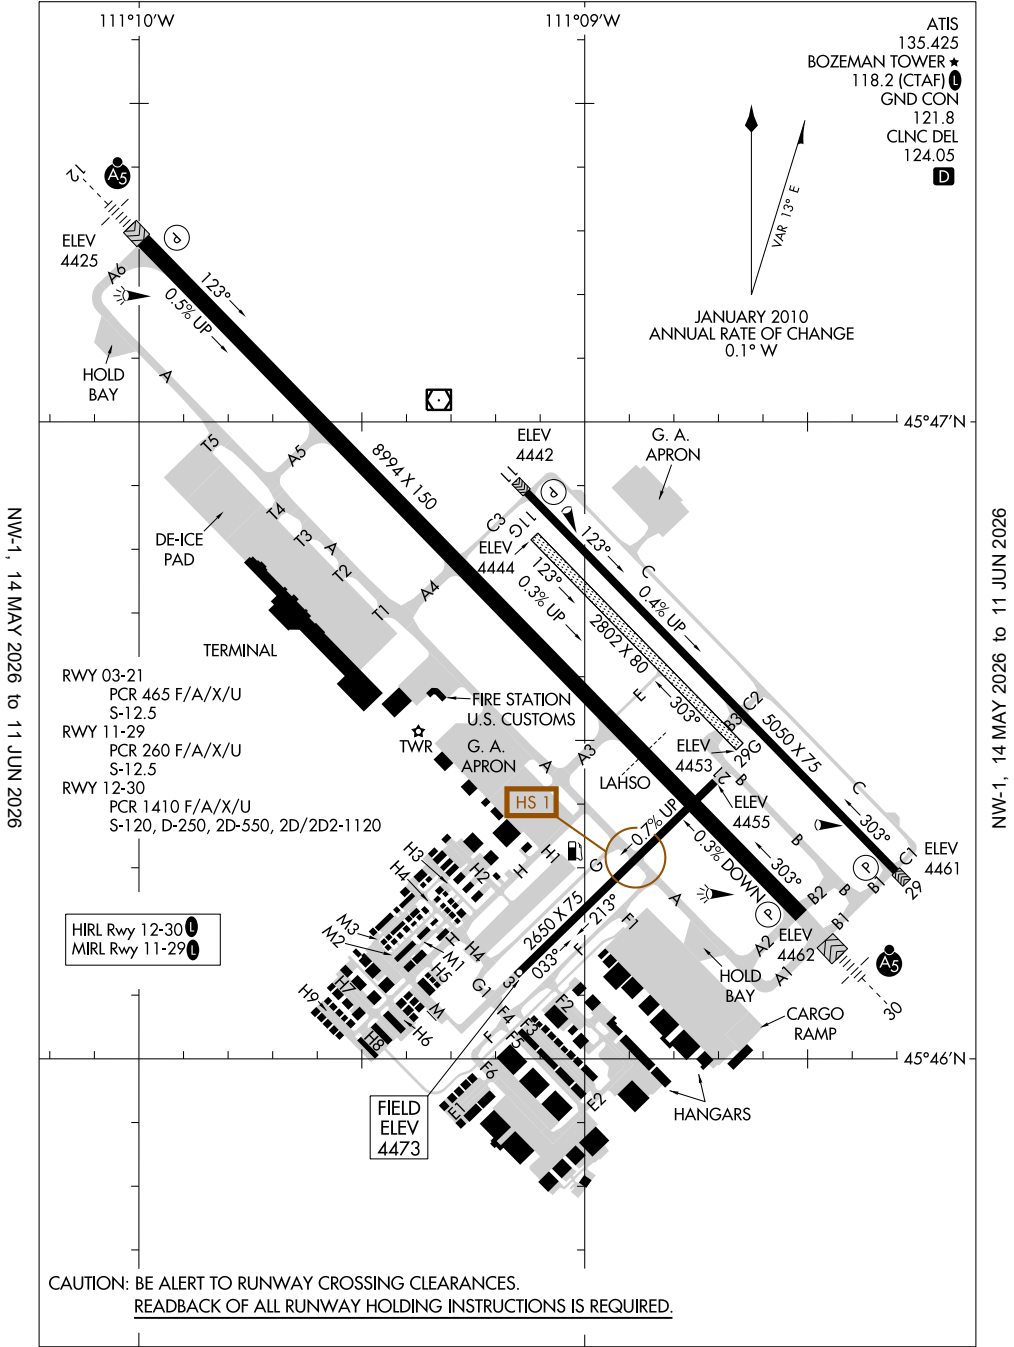 111°10'W
111°09'W
ATIS
135.425
BOZEMAN TOWER ★
118.2 (CTAF) L
GND CON
121.8
CLNC DEL
124.05
D
VAR 13° E
JANUARY 2010
ANNUAL RATE OF CHANGE
0.1° W
12
A5
P
ELEV
4425
A6
123°
0.5% UP
HOLD
BAY
A
45°47'N
T5
A5
8994 X 150
ELEV
4442
11
P
G. A.
APRON
DE-ICE
PAD
T4
T3
A
T2
T1
A4
C3
11G
ELEV
4444
123°
0.3% UP
2802 X 80
123°
C
0.4% UP
TERMINAL
RWY 03-21
PCR 465 F/A/X/U
S-12.5
RWY 11-29
PCR 260 F/A/X/U
S-12.5
RWY 12-30
PCR 1410 F/A/X/U
S-120, D-250, 2D-550, 2D/2D2-1120
FIRE STATION
U.S. CUSTOMS
TWR
G. A.
APRON
A
A3
E
303°
B3
C2
5050 X 75
29G
ELEV
4453
LAHSO
21
B
ELEV
4455
C
303°
HS 1
0.7% UP
0.3% DOWN
303°
B
P
C1
ELEV
4461
29
B1
B
B2
B1
P
H3
H4
H2
H
H1
G
A
HIRL Rwy 12-30 L
MIRL Rwy 11-29 L
M3
M2
M1
H
H4
H5
2650 X 75
213°
033°
F1
F
A2
A1
ELEV
4462
A5
30
HOLD
BAY
H9
H7
H8
H6
M
G1
3
F4
F
F5
F3
F2
CARGO
RAMP
45°46'N
F6
E1
E2
HANGARS
FIELD
ELEV
4473
CAUTION: BE ALERT TO RUNWAY CROSSING CLEARANCES.
READBACK OF ALL RUNWAY HOLDING INSTRUCTIONS IS REQUIRED.
NW-1, 14 MAY 2026 to 11 JUN 2026
NW-1, 14 MAY 2026 to 11 JUN 2026